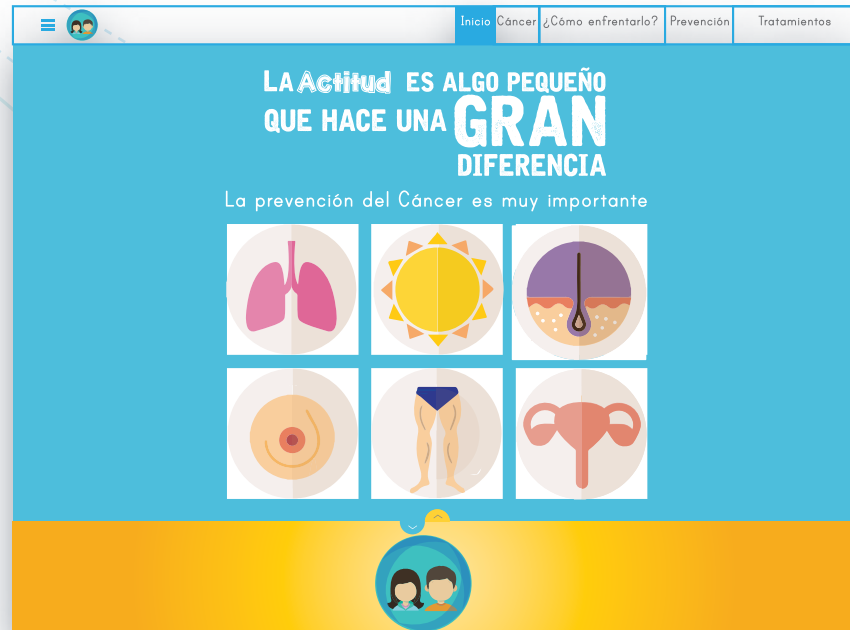 Inicio Cáncer ¿Cómo enfrentarlo? Prevención Tratamientos
LA Actitud ES ALGO PEQUEÑO
QUE HACE UNA GRAN
DIFERENCIA
La prevención del Cáncer es muy importante